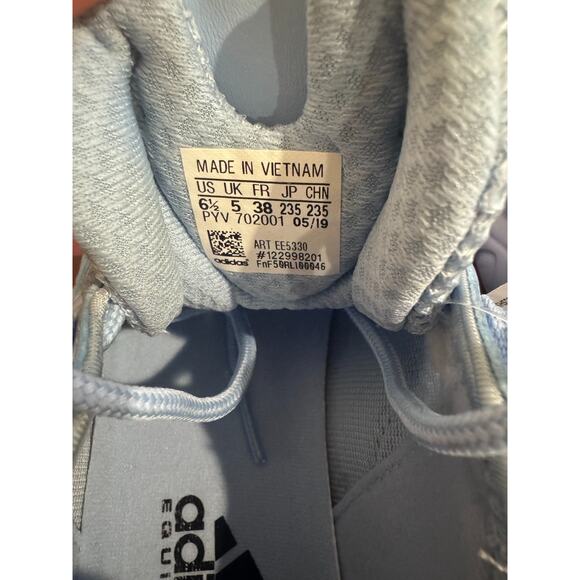 MADE IN VIETNAM
US UK FR JP CHN
6½ 5 38 235 235
PYV 702001 05/19
ART EE5330
#122998201
adidas FnF50RLI00046
adi
EQUI